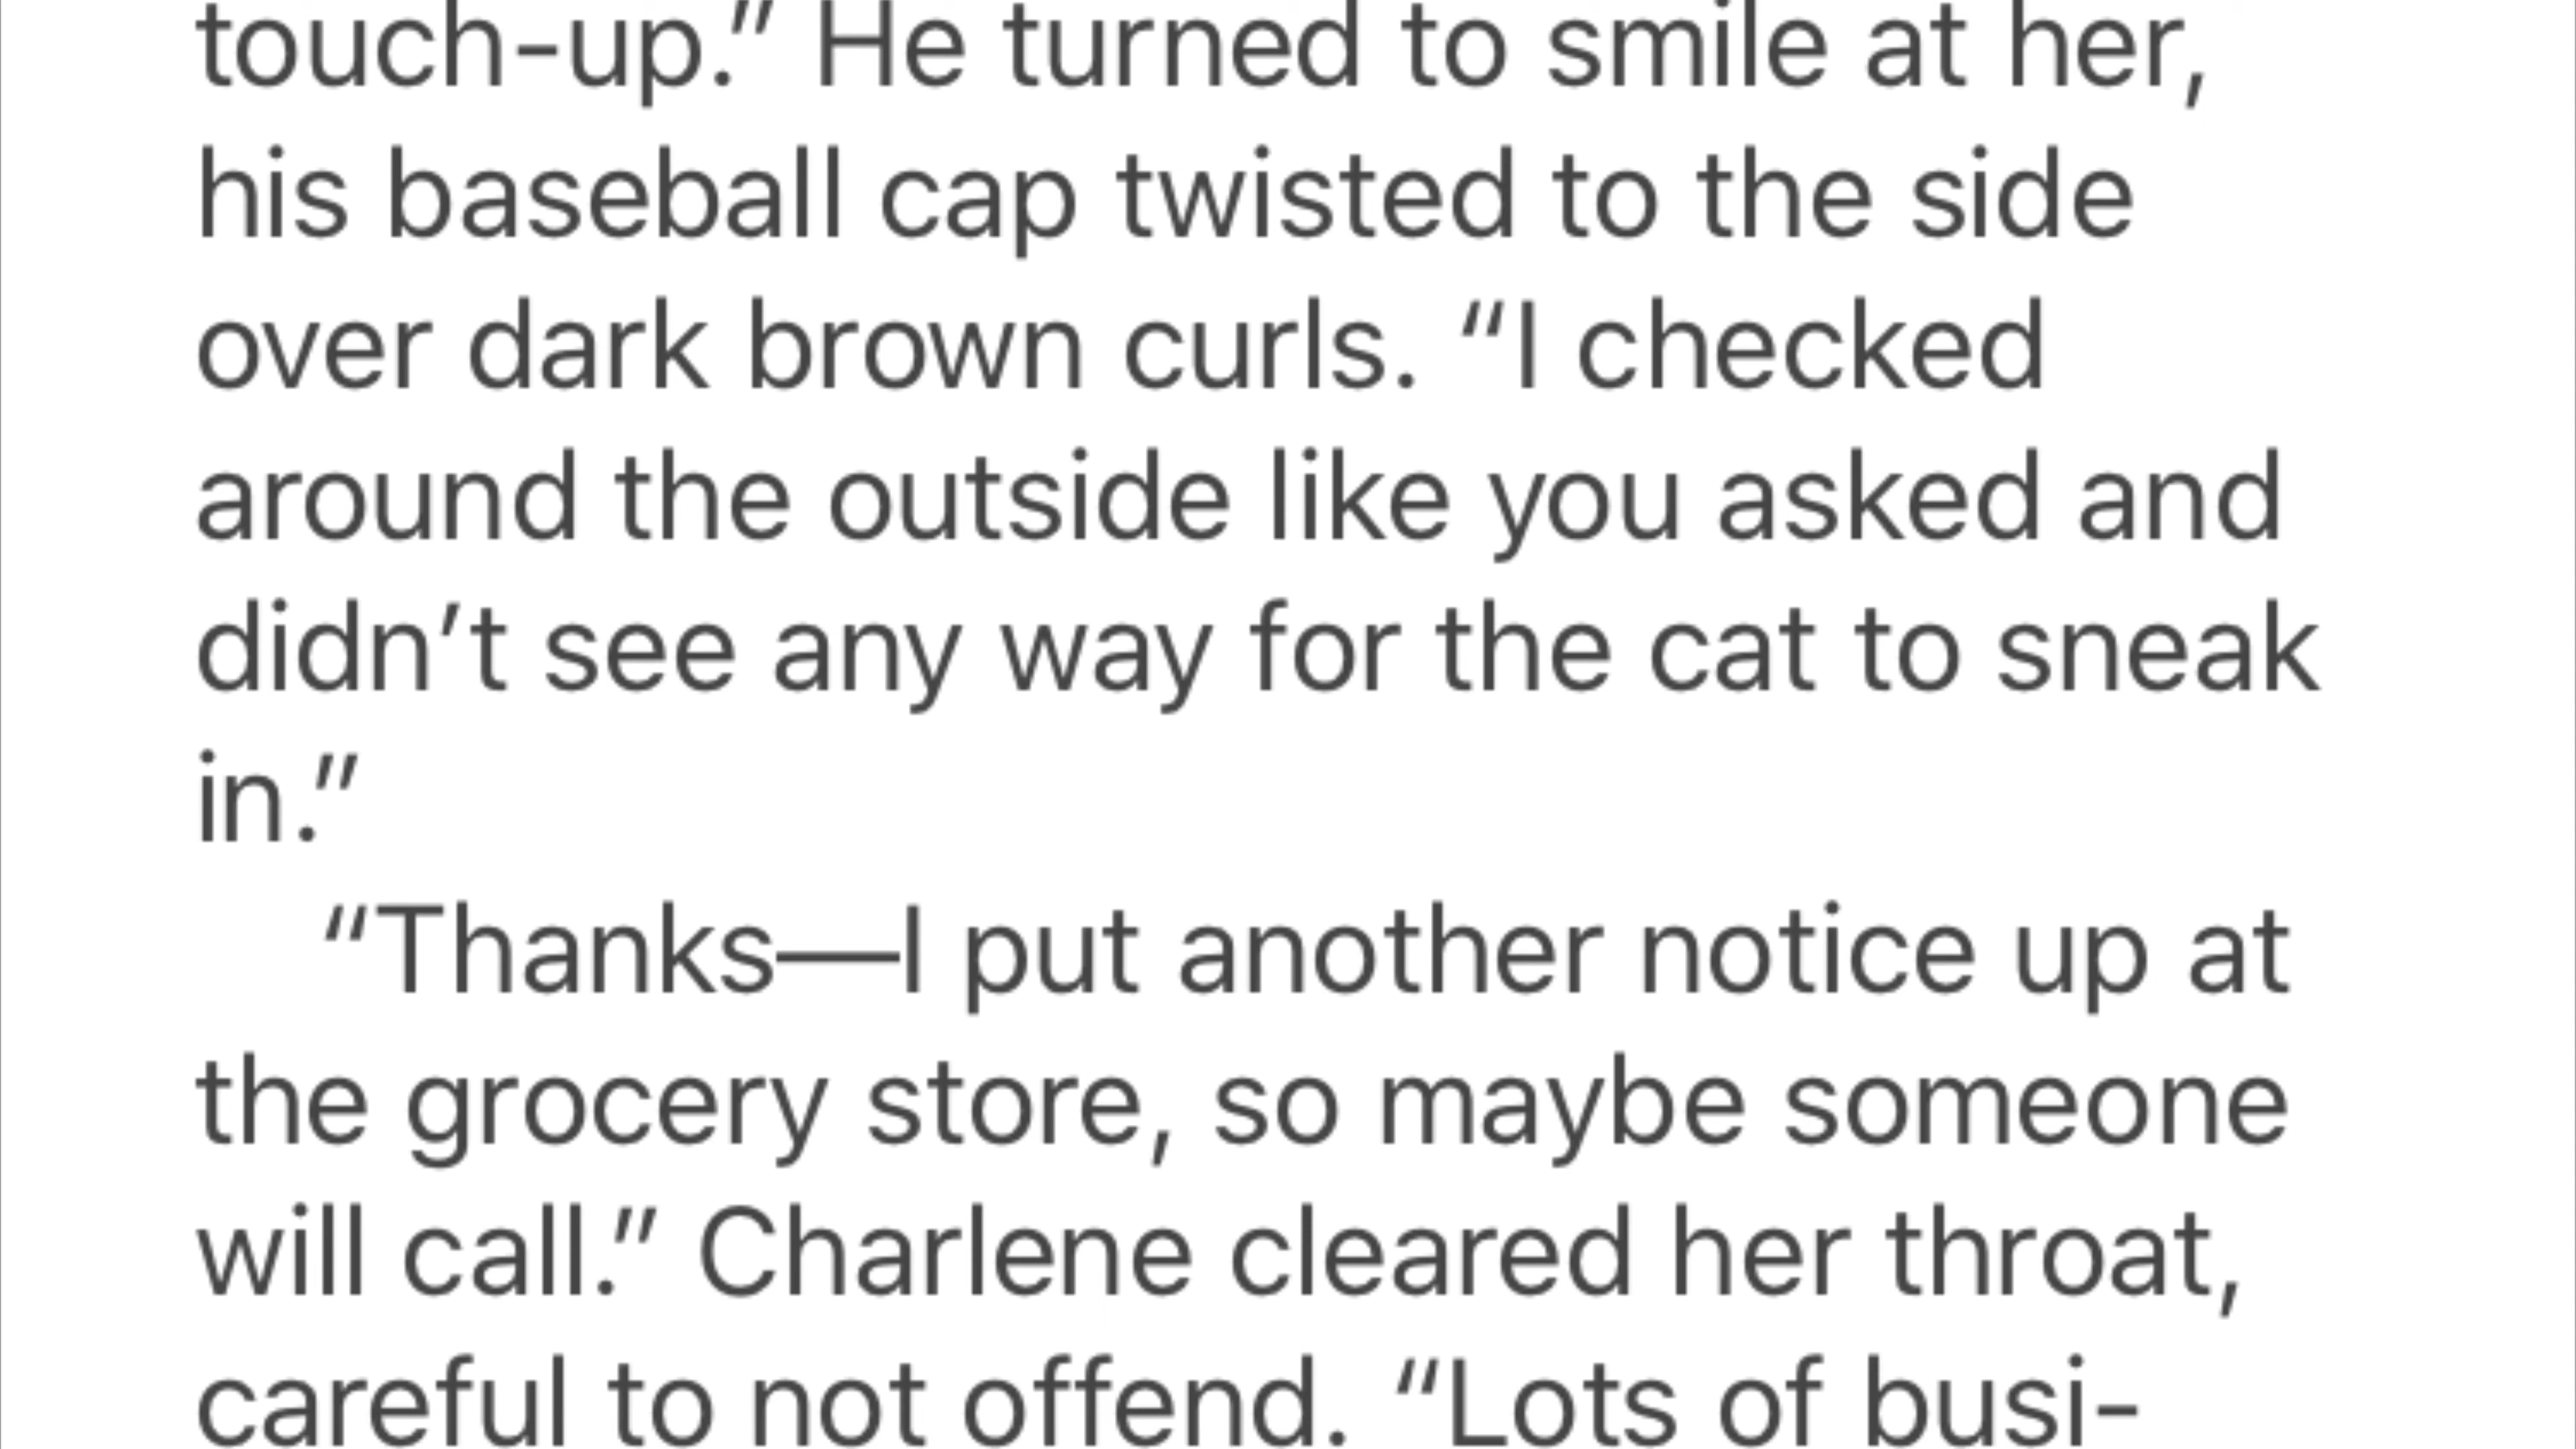 touch-up.” He turned to smile at her,
his baseball cap twisted to the side
over dark brown curls. “I checked
around the outside like you asked and
didn’t see any way for the cat to sneak
in.”
“Thanks—I put another notice up at
the grocery store, so maybe someone
will call.” Charlene cleared her throat,
careful to not offend. “Lots of busi-